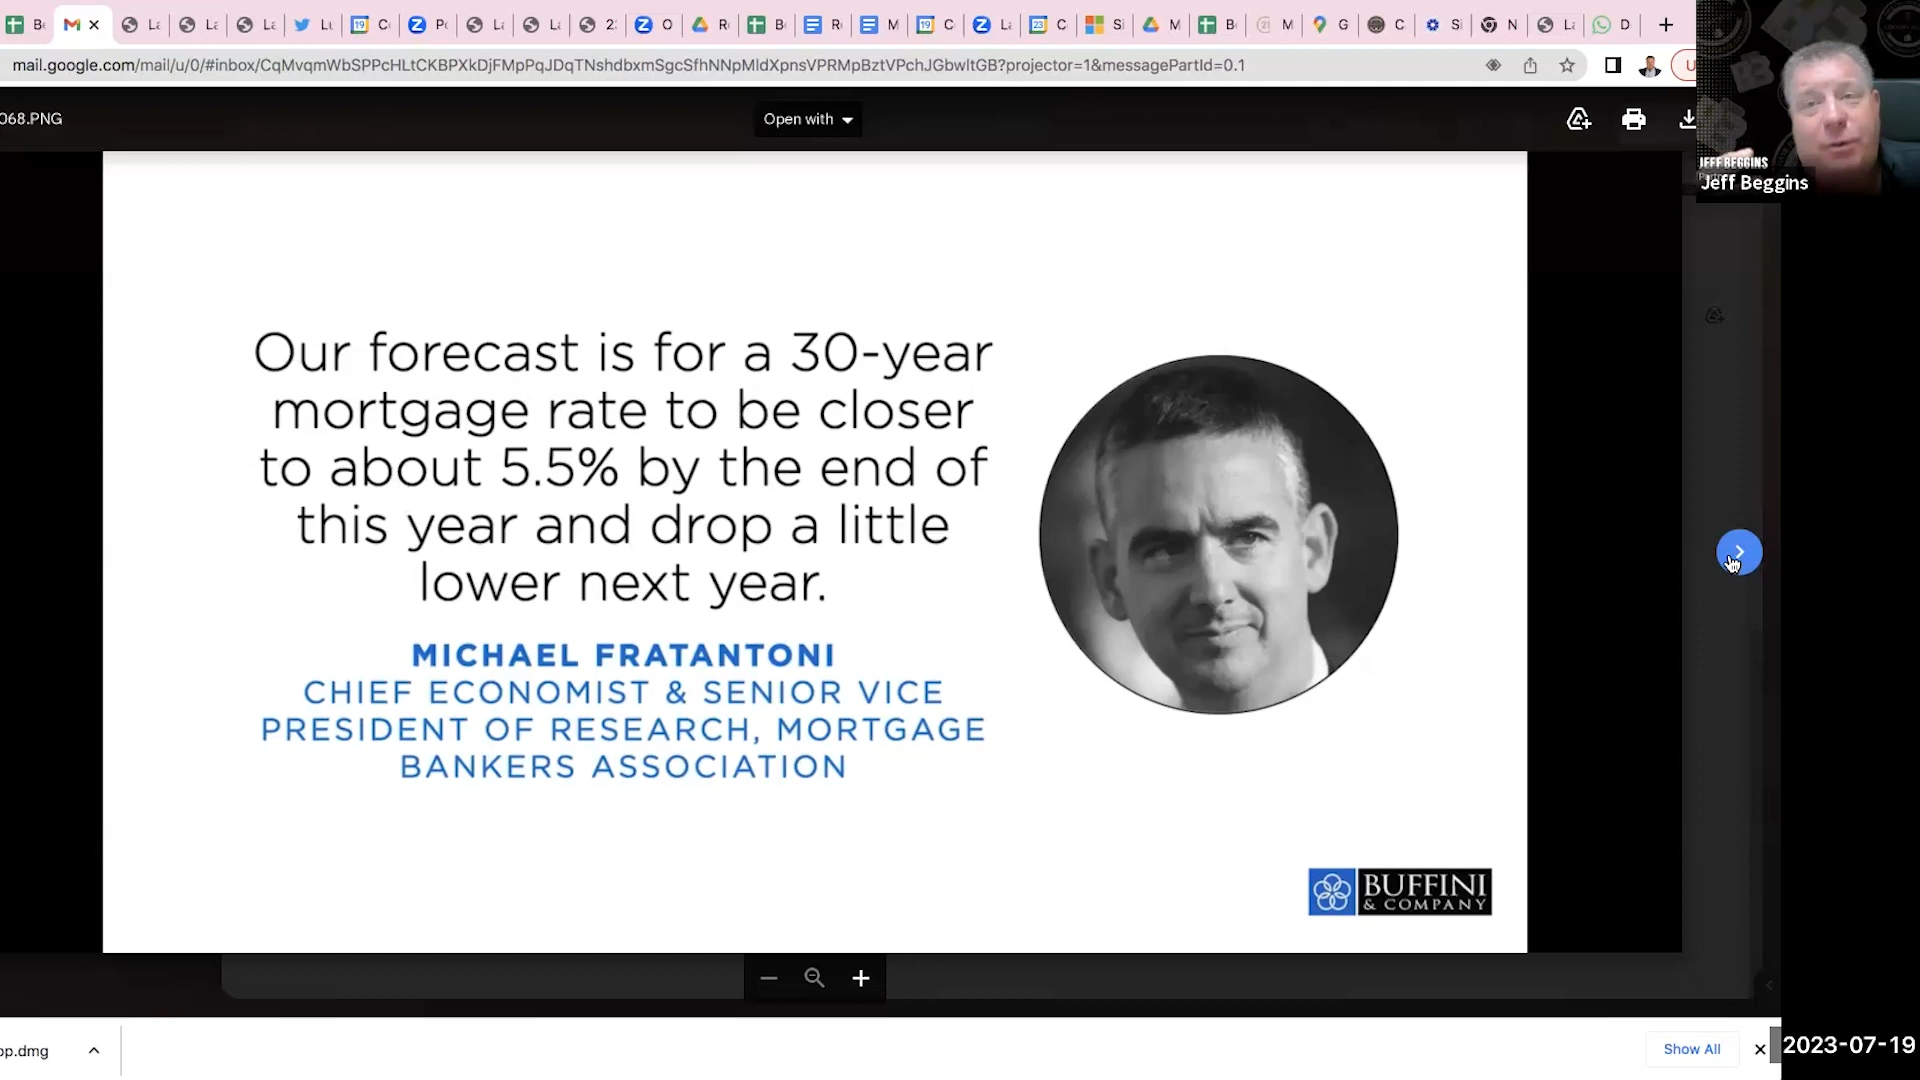 mail.google.com/mail/u/0/#inbox/CqMvqmWbSPPcHLtCKBPXkDjFMpPqJDqTNshdbxmSgcSfhNNpMldXpnsVPRMpBztVPchJGbwltGB?projector=1&messagePartId=0.1
068.PNG
Open with
JEFF BEGGINS
Jeff Beggins
Our forecast is for a 30-year
mortgage rate to be closer
to about 5.5% by the end of
this year and drop a little
lower next year.
MICHAEL FRATANTONI
CHIEF ECONOMIST & SENIOR VICE
PRESIDENT OF RESEARCH, MORTGAGE
BANKERS ASSOCIATION
BUFFINI
& COMPANY
op.dmg
Show All
2023-07-19